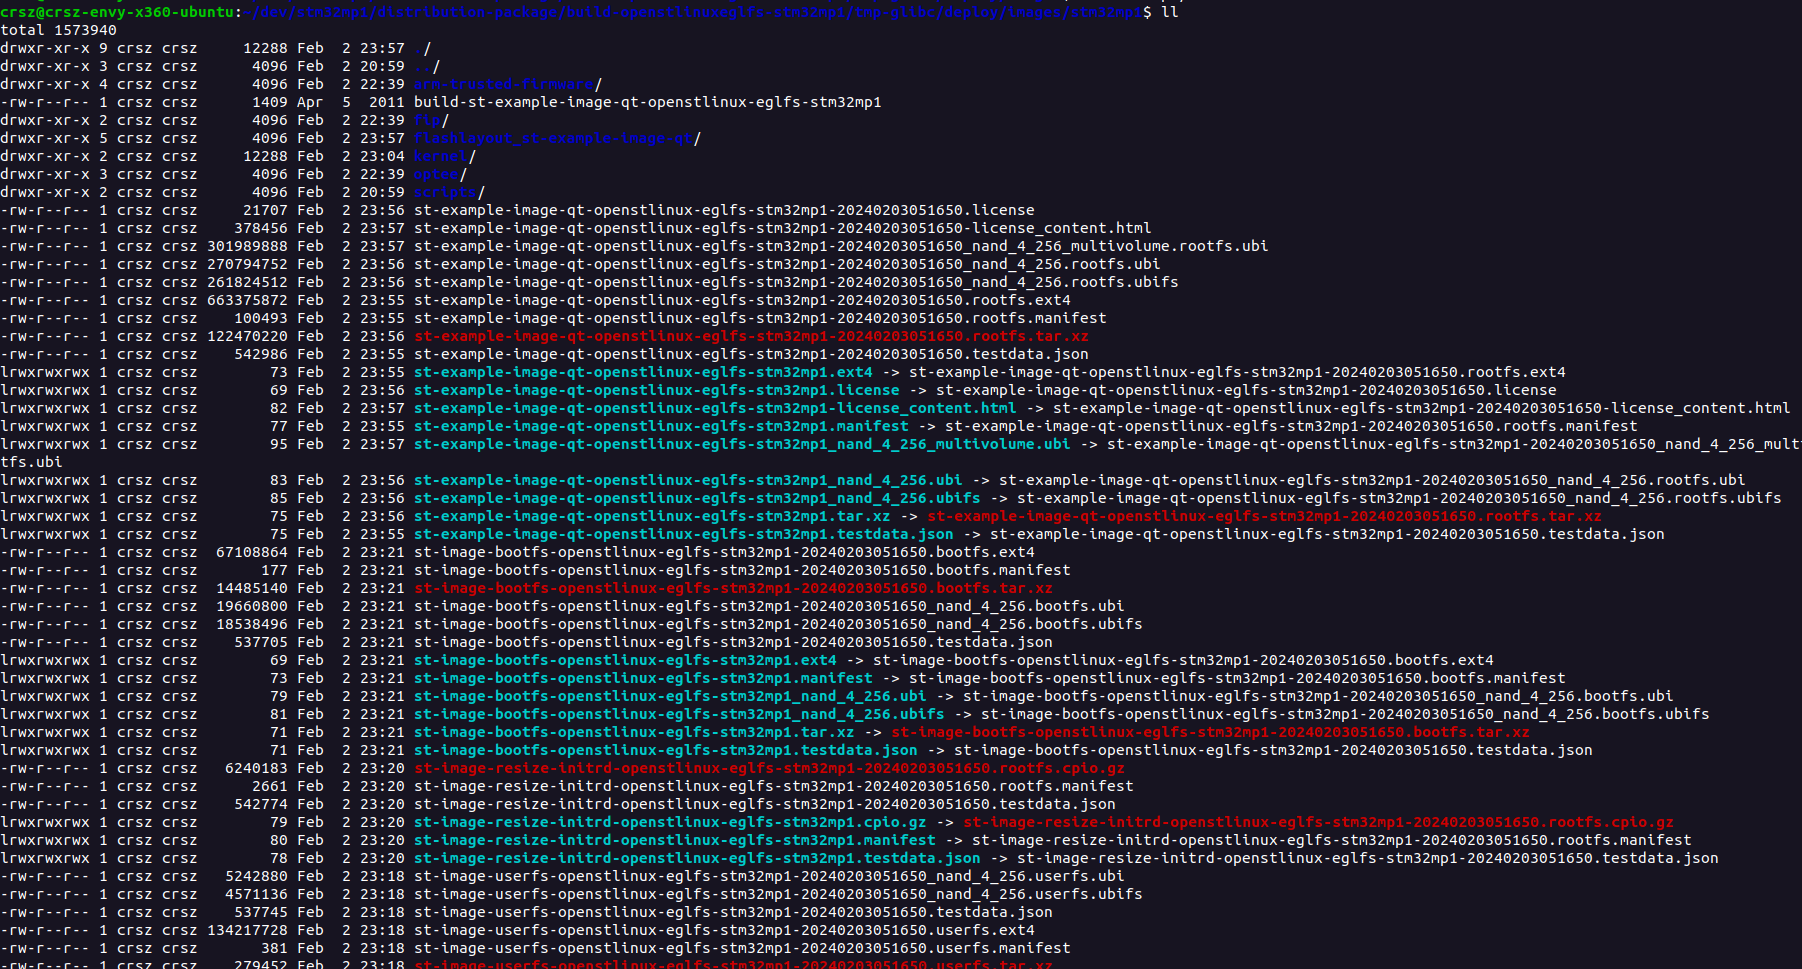 crsz@crsz-envy-x360-ubuntu:~/dev/stm32mp1/distribution-package/build-openstlinuxeglfs-stm32mp1/tmp-glibc/deploy/images/stm32mp1$ ll
total 1573940
drwxr-xr-x 9 crsz crsz     12288 Feb  2 23:57 ./
drwxr-xr-x 3 crsz crsz      4096 Feb  2 20:59 ../
drwxr-xr-x 4 crsz crsz      4096 Feb  2 22:39 arm-trusted-firmware/
-rw-r--r-- 1 crsz crsz      1409 Apr  5  2011 build-st-example-image-qt-openstlinux-eglfs-stm32mp1
drwxr-xr-x 2 crsz crsz      4096 Feb  2 22:39 fip/
drwxr-xr-x 5 crsz crsz      4096 Feb  2 23:57 flashlayout_st-example-image-qt/
drwxr-xr-x 2 crsz crsz     12288 Feb  2 23:04 kernel/
drwxr-xr-x 3 crsz crsz      4096 Feb  2 22:39 optee/
drwxr-xr-x 2 crsz crsz      4096 Feb  2 20:59 scripts/
-rw-r--r-- 1 crsz crsz     21707 Feb  2 23:56 st-example-image-qt-openstlinux-eglfs-stm32mp1-20240203051650.license
-rw-r--r-- 1 crsz crsz    378456 Feb  2 23:57 st-example-image-qt-openstlinux-eglfs-stm32mp1-20240203051650-license_content.html
-rw-r--r-- 1 crsz crsz 301989888 Feb  2 23:57 st-example-image-qt-openstlinux-eglfs-stm32mp1-20240203051650_nand_4_256_multivolume.rootfs.ubi
-rw-r--r-- 1 crsz crsz 270794752 Feb  2 23:56 st-example-image-qt-openstlinux-eglfs-stm32mp1-20240203051650_nand_4_256.rootfs.ubi
-rw-r--r-- 1 crsz crsz 261824512 Feb  2 23:56 st-example-image-qt-openstlinux-eglfs-stm32mp1-20240203051650_nand_4_256.rootfs.ubifs
-rw-r--r-- 1 crsz crsz 663375872 Feb  2 23:55 st-example-image-qt-openstlinux-eglfs-stm32mp1-20240203051650.rootfs.ext4
-rw-r--r-- 1 crsz crsz    100493 Feb  2 23:55 st-example-image-qt-openstlinux-eglfs-stm32mp1-20240203051650.rootfs.manifest
-rw-r--r-- 1 crsz crsz 122470220 Feb  2 23:56 st-example-image-qt-openstlinux-eglfs-stm32mp1-20240203051650.rootfs.tar.xz
-rw-r--r-- 1 crsz crsz    542986 Feb  2 23:55 st-example-image-qt-openstlinux-eglfs-stm32mp1-20240203051650.testdata.json
lrwxrwxrwx 1 crsz crsz        73 Feb  2 23:55 st-example-image-qt-openstlinux-eglfs-stm32mp1.ext4 -> st-example-image-qt-openstlinux-eglfs-stm32mp1-20240203051650.rootfs.ext4
lrwxrwxrwx 1 crsz crsz        69 Feb  2 23:56 st-example-image-qt-openstlinux-eglfs-stm32mp1.license -> st-example-image-qt-openstlinux-eglfs-stm32mp1-20240203051650.license
lrwxrwxrwx 1 crsz crsz        82 Feb  2 23:57 st-example-image-qt-openstlinux-eglfs-stm32mp1-license_content.html -> st-example-image-qt-openstlinux-eglfs-stm32mp1-20240203051650-license_content.html
lrwxrwxrwx 1 crsz crsz        77 Feb  2 23:55 st-example-image-qt-openstlinux-eglfs-stm32mp1.manifest -> st-example-image-qt-openstlinux-eglfs-stm32mp1-20240203051650.rootfs.manifest
lrwxrwxrwx 1 crsz crsz        95 Feb  2 23:57 st-example-image-qt-openstlinux-eglfs-stm32mp1_nand_4_256_multivolume.ubi -> st-example-image-qt-openstlinux-eglfs-stm32mp1-20240203051650_nand_4_256_mult
tfs.ubi
lrwxrwxrwx 1 crsz crsz        83 Feb  2 23:56 st-example-image-qt-openstlinux-eglfs-stm32mp1_nand_4_256.ubi -> st-example-image-qt-openstlinux-eglfs-stm32mp1-20240203051650_nand_4_256.rootfs.ubi
lrwxrwxrwx 1 crsz crsz        85 Feb  2 23:56 st-example-image-qt-openstlinux-eglfs-stm32mp1_nand_4_256.ubifs -> st-example-image-qt-openstlinux-eglfs-stm32mp1-20240203051650_nand_4_256.rootfs.ubifs
lrwxrwxrwx 1 crsz crsz        75 Feb  2 23:56 st-example-image-qt-openstlinux-eglfs-stm32mp1.tar.xz -> st-example-image-qt-openstlinux-eglfs-stm32mp1-20240203051650.rootfs.tar.xz
lrwxrwxrwx 1 crsz crsz        75 Feb  2 23:55 st-example-image-qt-openstlinux-eglfs-stm32mp1.testdata.json -> st-example-image-qt-openstlinux-eglfs-stm32mp1-20240203051650.testdata.json
-rw-r--r-- 1 crsz crsz  67108864 Feb  2 23:21 st-image-bootfs-openstlinux-eglfs-stm32mp1-20240203051650.bootfs.ext4
-rw-r--r-- 1 crsz crsz       177 Feb  2 23:21 st-image-bootfs-openstlinux-eglfs-stm32mp1-20240203051650.bootfs.manifest
-rw-r--r-- 1 crsz crsz  14485140 Feb  2 23:21 st-image-bootfs-openstlinux-eglfs-stm32mp1-20240203051650.bootfs.tar.xz
-rw-r--r-- 1 crsz crsz  19660800 Feb  2 23:21 st-image-bootfs-openstlinux-eglfs-stm32mp1-20240203051650_nand_4_256.bootfs.ubi
-rw-r--r-- 1 crsz crsz  18538496 Feb  2 23:21 st-image-bootfs-openstlinux-eglfs-stm32mp1-20240203051650_nand_4_256.bootfs.ubifs
-rw-r--r-- 1 crsz crsz    537705 Feb  2 23:21 st-image-bootfs-openstlinux-eglfs-stm32mp1-20240203051650.testdata.json
lrwxrwxrwx 1 crsz crsz        69 Feb  2 23:21 st-image-bootfs-openstlinux-eglfs-stm32mp1.ext4 -> st-image-bootfs-openstlinux-eglfs-stm32mp1-20240203051650.bootfs.ext4
lrwxrwxrwx 1 crsz crsz        73 Feb  2 23:21 st-image-bootfs-openstlinux-eglfs-stm32mp1.manifest -> st-image-bootfs-openstlinux-eglfs-stm32mp1-20240203051650.bootfs.manifest
lrwxrwxrwx 1 crsz crsz        79 Feb  2 23:21 st-image-bootfs-openstlinux-eglfs-stm32mp1_nand_4_256.ubi -> st-image-bootfs-openstlinux-eglfs-stm32mp1-20240203051650_nand_4_256.bootfs.ubi
lrwxrwxrwx 1 crsz crsz        81 Feb  2 23:21 st-image-bootfs-openstlinux-eglfs-stm32mp1_nand_4_256.ubifs -> st-image-bootfs-openstlinux-eglfs-stm32mp1-20240203051650_nand_4_256.bootfs.ubifs
lrwxrwxrwx 1 crsz crsz        71 Feb  2 23:21 st-image-bootfs-openstlinux-eglfs-stm32mp1.tar.xz -> st-image-bootfs-openstlinux-eglfs-stm32mp1-20240203051650.bootfs.tar.xz
lrwxrwxrwx 1 crsz crsz        71 Feb  2 23:21 st-image-bootfs-openstlinux-eglfs-stm32mp1.testdata.json -> st-image-bootfs-openstlinux-eglfs-stm32mp1-20240203051650.testdata.json
-rw-r--r-- 1 crsz crsz   6240183 Feb  2 23:20 st-image-resize-initrd-openstlinux-eglfs-stm32mp1-20240203051650.rootfs.cpio.gz
-rw-r--r-- 1 crsz crsz      2661 Feb  2 23:20 st-image-resize-initrd-openstlinux-eglfs-stm32mp1-20240203051650.rootfs.manifest
-rw-r--r-- 1 crsz crsz    542774 Feb  2 23:20 st-image-resize-initrd-openstlinux-eglfs-stm32mp1-20240203051650.testdata.json
lrwxrwxrwx 1 crsz crsz        79 Feb  2 23:20 st-image-resize-initrd-openstlinux-eglfs-stm32mp1.cpio.gz -> st-image-resize-initrd-openstlinux-eglfs-stm32mp1-20240203051650.rootfs.cpio.gz
lrwxrwxrwx 1 crsz crsz        80 Feb  2 23:20 st-image-resize-initrd-openstlinux-eglfs-stm32mp1.manifest -> st-image-resize-initrd-openstlinux-eglfs-stm32mp1-20240203051650.rootfs.manifest
lrwxrwxrwx 1 crsz crsz        78 Feb  2 23:20 st-image-resize-initrd-openstlinux-eglfs-stm32mp1.testdata.json -> st-image-resize-initrd-openstlinux-eglfs-stm32mp1-20240203051650.testdata.json
-rw-r--r-- 1 crsz crsz   5242880 Feb  2 23:18 st-image-userfs-openstlinux-eglfs-stm32mp1-20240203051650_nand_4_256.userfs.ubi
-rw-r--r-- 1 crsz crsz   4571136 Feb  2 23:18 st-image-userfs-openstlinux-eglfs-stm32mp1-20240203051650_nand_4_256.userfs.ubifs
-rw-r--r-- 1 crsz crsz    537745 Feb  2 23:18 st-image-userfs-openstlinux-eglfs-stm32mp1-20240203051650.testdata.json
-rw-r--r-- 1 crsz crsz 134217728 Feb  2 23:18 st-image-userfs-openstlinux-eglfs-stm32mp1-20240203051650.userfs.ext4
-rw-r--r-- 1 crsz crsz       381 Feb  2 23:18 st-image-userfs-openstlinux-eglfs-stm32mp1-20240203051650.userfs.manifest
-rw-r--r-- 1 crsz crsz    279452 Feb  2 23:18 st-image-userfs-openstlinux-eglfs-stm32mp1-20240203051650.userfs.tar.xz